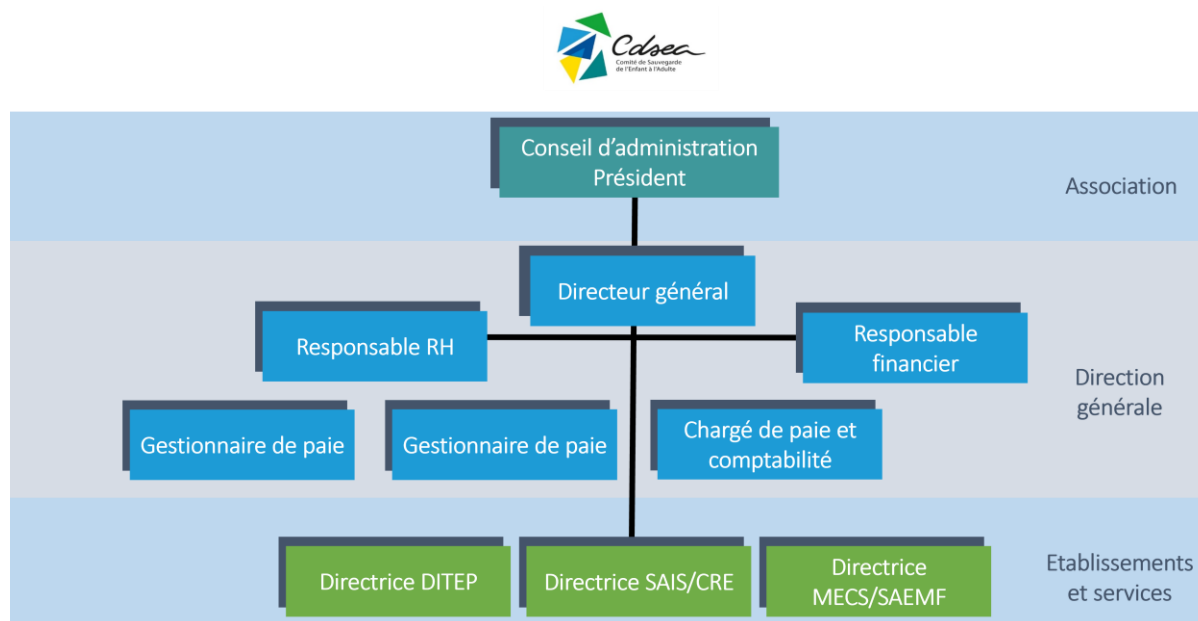 Cdsea
Comité de Sauvegarde
de l'Enfant à l'Adulte
Conseil d'administration
Président
Association
Directeur général
Responsable RH
Responsable
financier
Direction
générale
Gestionnaire de paie
Gestionnaire de paie
Chargé de paie et
comptabilité
Directrice DITEP
Directrice SAIS/CRE
Directrice
MECS/SAEMF
Etablissements
et services